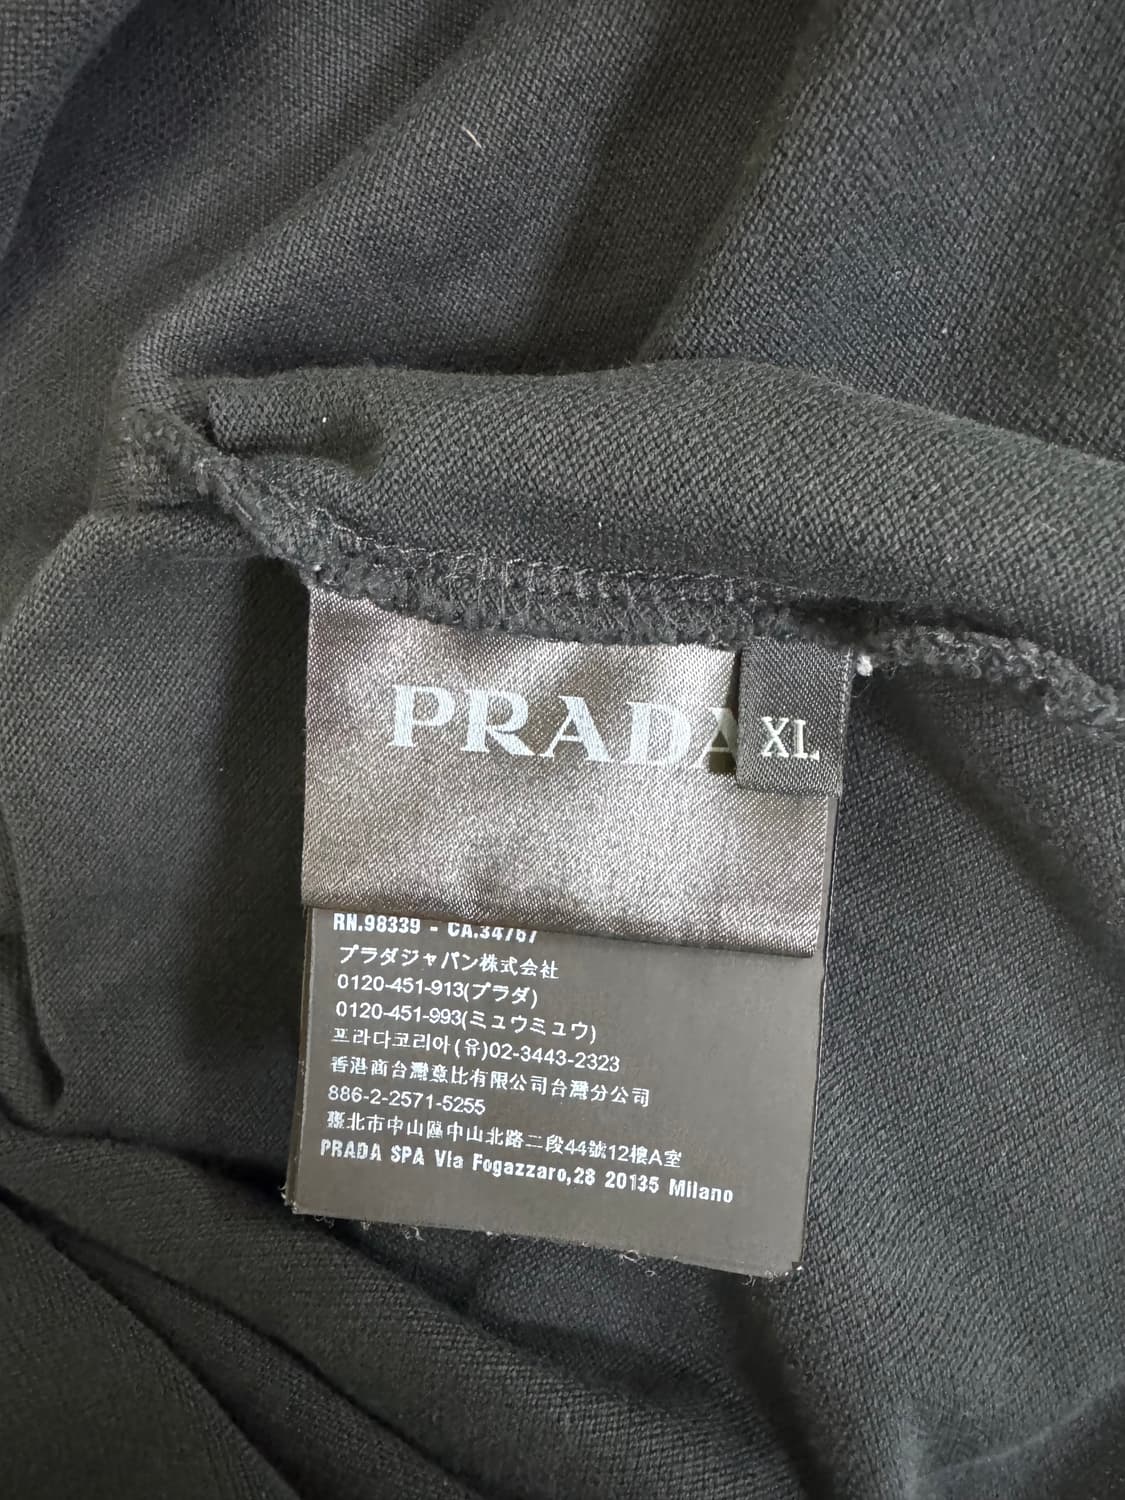 PRADA
XL
RN.98339 - CA.34767
プラダジャパン株式会社
0120-451-913(プラダ)
0120-451-993(ミュウミュウ)
프라다코리아(유)02-3443-2323
香港商台灣意比有限公司台灣分公司
886-2-2571-5255
臺北市中山區中山北路二段44號12樓A室
PRADA SPA Via Fogazzaro,28 20135 Milano